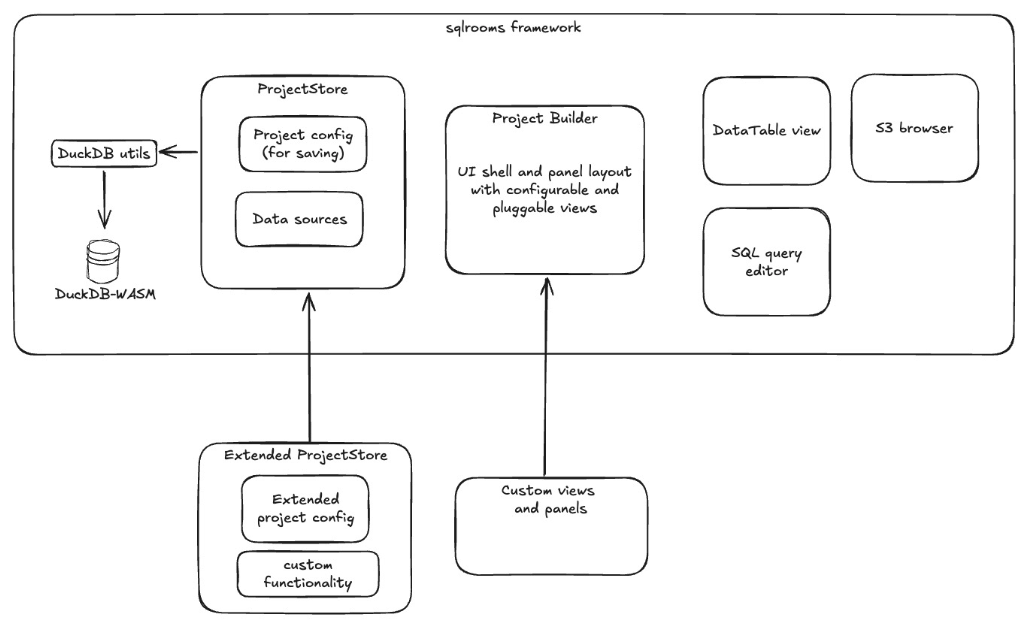 sqlrooms framework
ProjectStore
Project config
(for saving)
Data sources
DuckDB utils
DuckDB-WASM
Project Builder
UI shell and panel layout
with configurable and
pluggable views
DataTable view
S3 browser
SQL query
editor
Extended ProjectStore
Extended
project config
custom
functionality
Custom views
and panels